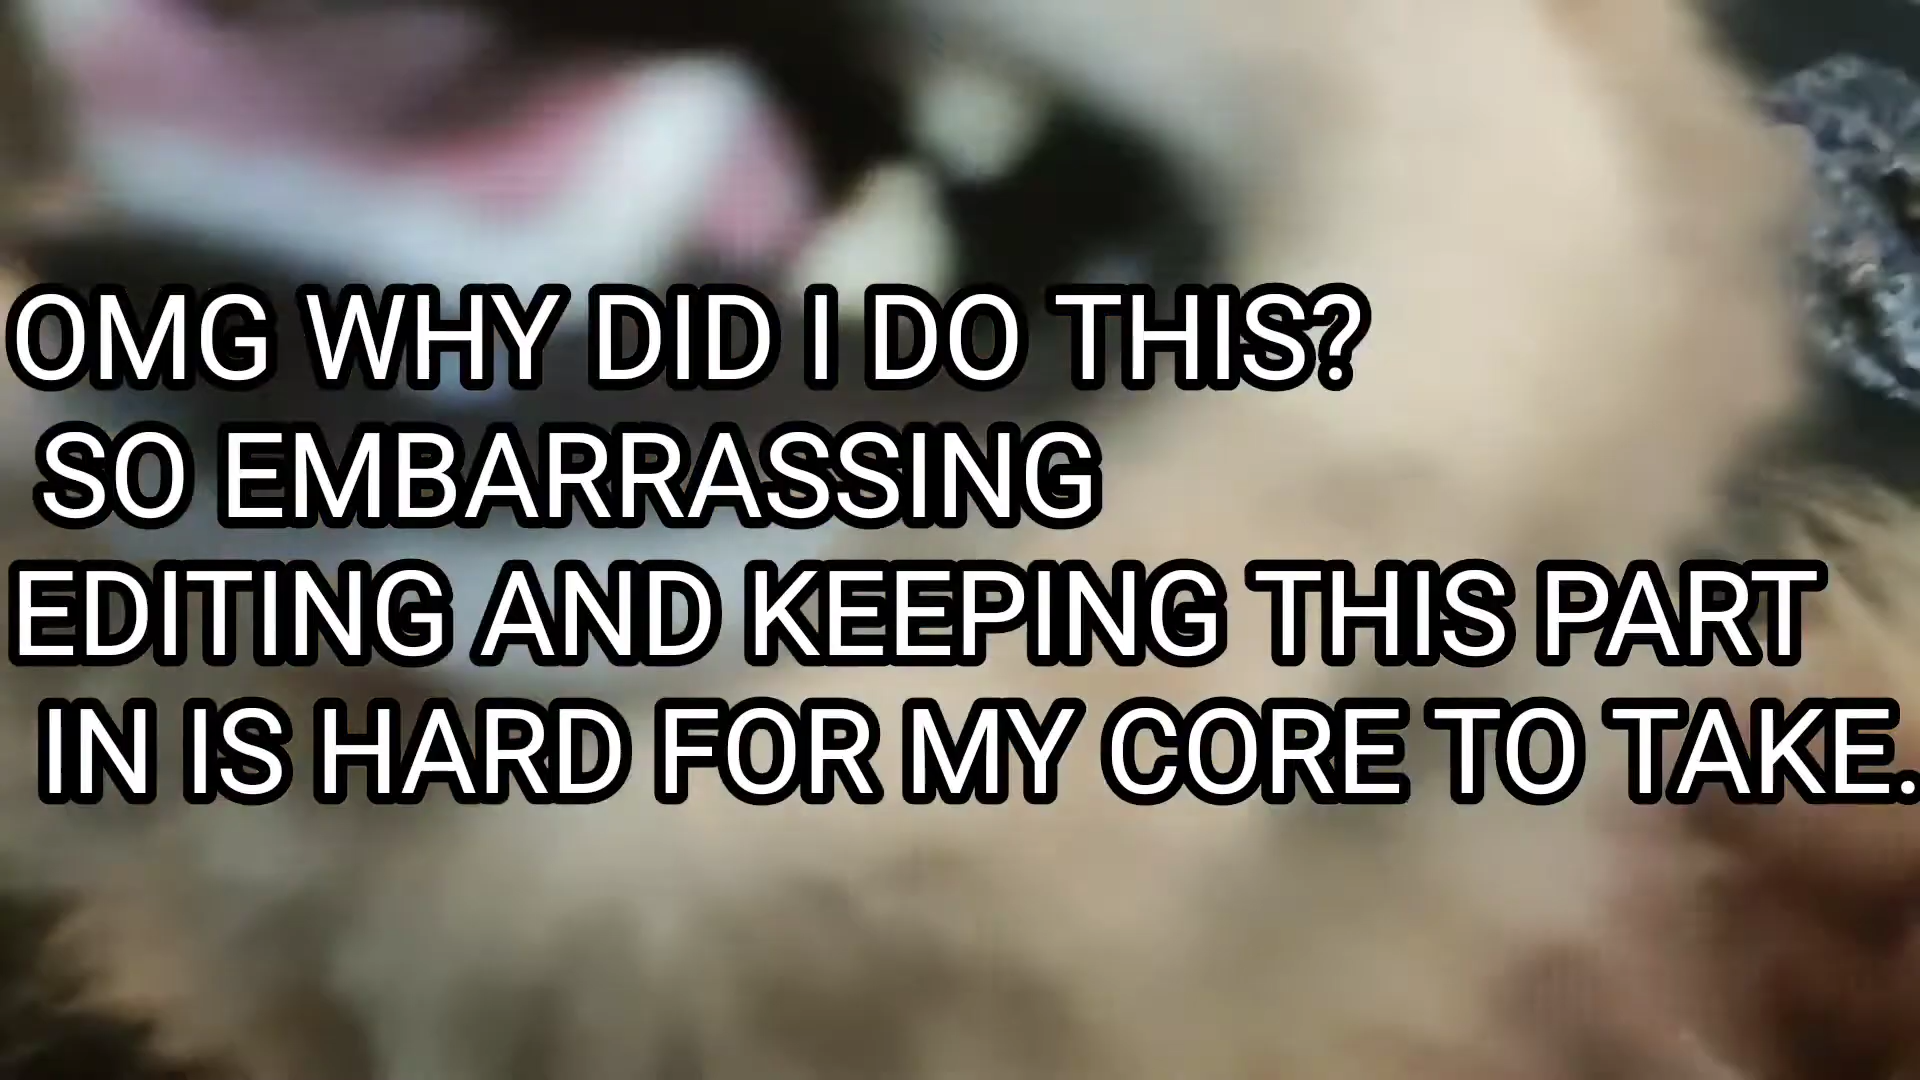 OMG WHY DID I DO THIS?
SO EMBARRASSING
EDITING AND KEEPING THIS PART
IN IS HARD FOR MY CORE TO TAKE.